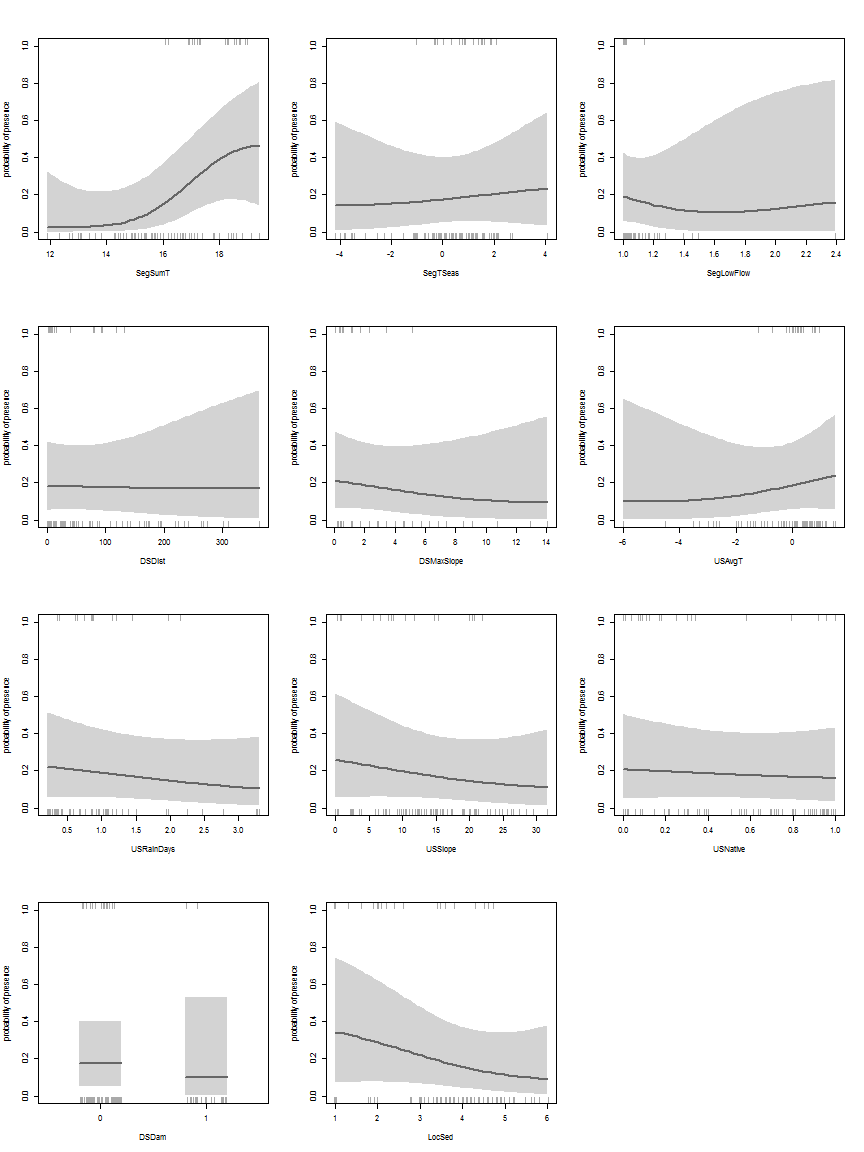 probability of presence
0.0 0.2 0.4 0.6 0.8 1.0
12 14 16 18
SegSumT
probability of presence
0.0 0.2 0.4 0.6 0.8 1.0
-4 -2 0 2 4
SegTSeas
probability of presence
0.0 0.2 0.4 0.6 0.8 1.0
1.0 1.2 1.4 1.6 1.8 2.0 2.2 2.4
SegLowFlow
probability of presence
0.0 0.2 0.4 0.6 0.8 1.0
0 100 200 300
DSDist
probability of presence
0.0 0.2 0.4 0.6 0.8 1.0
0 2 4 6 8 10 12 14
DSMaxSlope
probability of presence
0.0 0.2 0.4 0.6 0.8 1.0
-6 -4 -2 0
USAvgT
probability of presence
0.0 0.2 0.4 0.6 0.8 1.0
0.5 1.0 1.5 2.0 2.5 3.0
USRainDays
probability of presence
0.0 0.2 0.4 0.6 0.8 1.0
0 5 10 15 20 25 30
USSlope
probability of presence
0.0 0.2 0.4 0.6 0.8 1.0
0.0 0.2 0.4 0.6 0.8 1.0
USNative
probability of presence
0.0 0.2 0.4 0.6 0.8 1.0
0 1
DSDam
probability of presence
0.0 0.2 0.4 0.6 0.8 1.0
1 2 3 4 5 6
LocSed